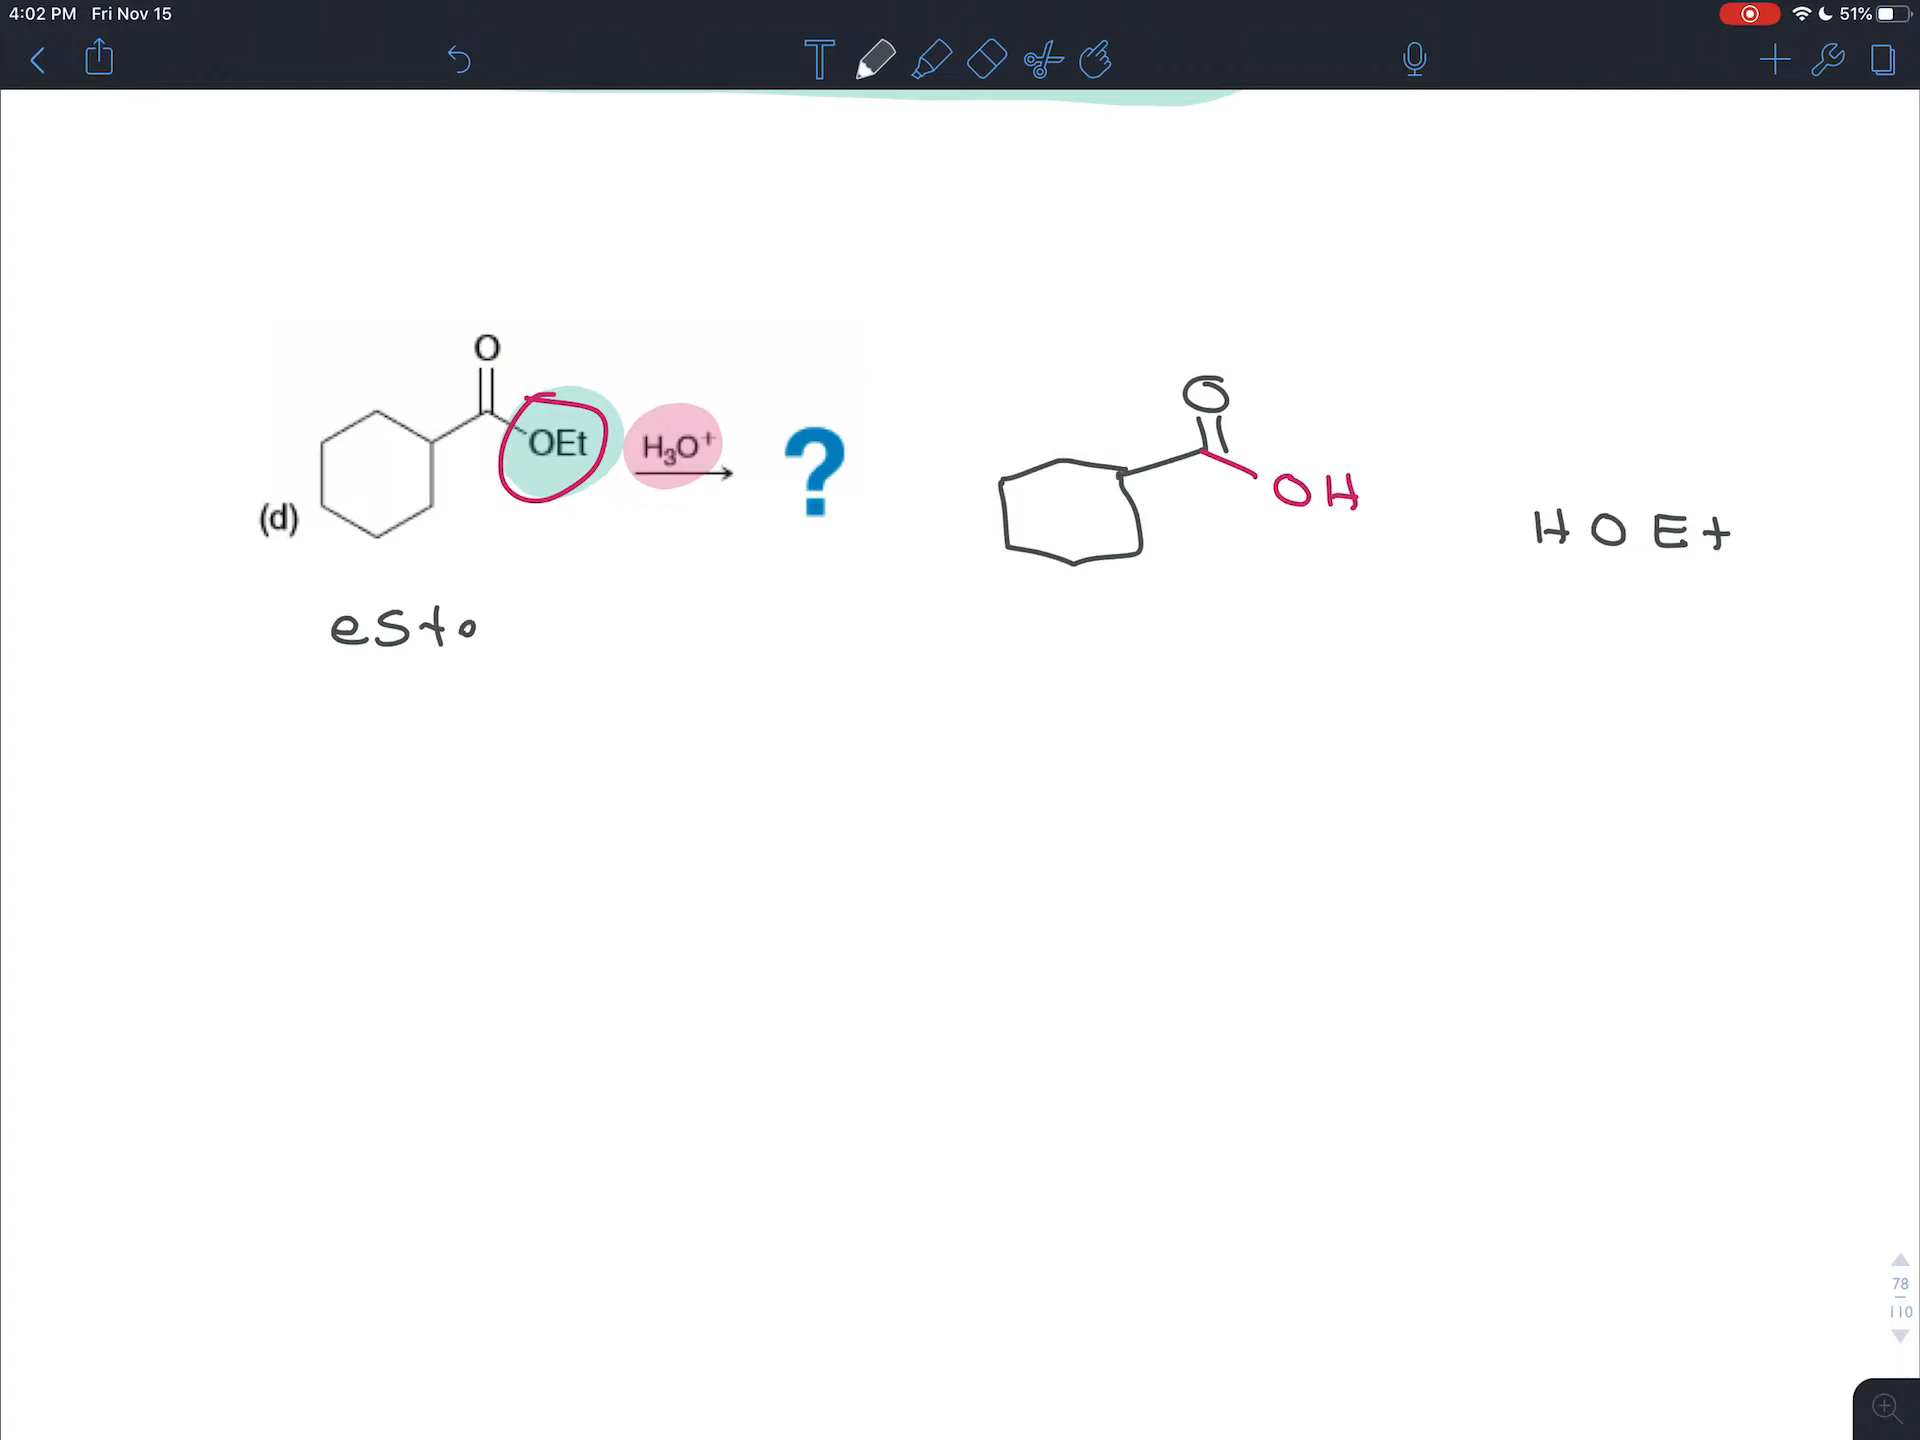 4:02 PM Fri Nov 15
51%
T
O
OEt
H₃O⁺
?
(d)
O
OH
HOEt
esto
78
110